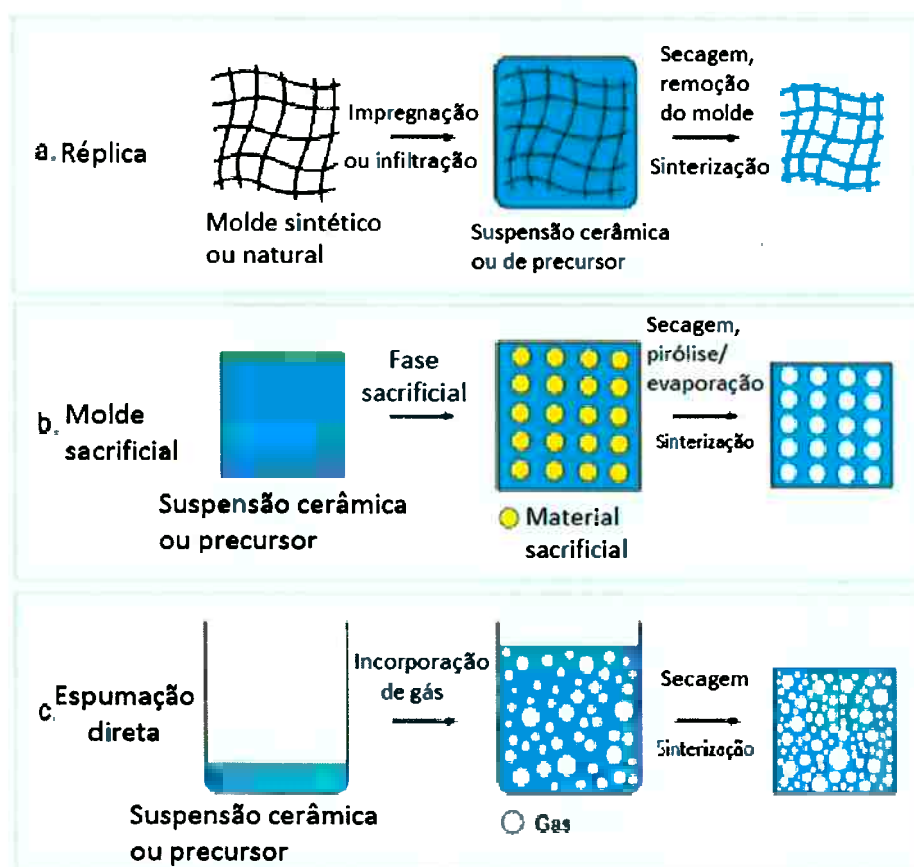 a. Réplica
Molde sintético
ou natural
Impregnação
ou infiltração
Suspensão cerâmica
ou de precursor
Secagem,
remoção
do molde
Sinterização
b. Molde
sacrificial
Suspensão cerâmica
ou precursor
Fase
sacrificial
Material
sacrificial
Secagem,
pirólise/
evaporação
Sinterização
c. Espumação
direta
Suspensão cerâmica
ou precursor
Incorporação
de gás
Gas
Secagem
Sinterização